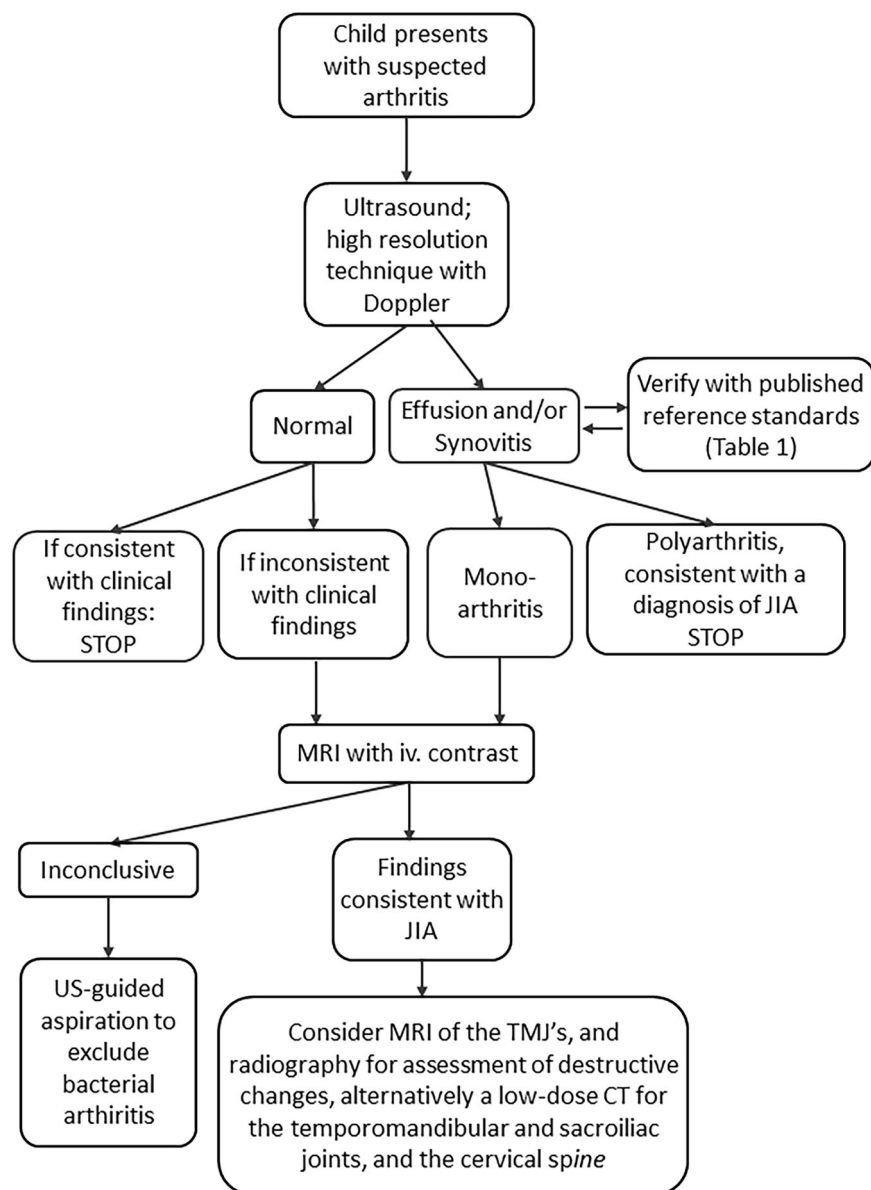 Child presents
with suspected
arthritis
Ultrasound;
high resolution
technique with
Doppler
Normal
Effusion and/or
Synovitis
Verify with published
reference standards
(Table 1)
If consistent
with clinical
findings:
STOP
If inconsistent
with clinical
findings
Mono-
arthritis
Polyarthritis,
consistent with a
diagnosis of JIA
STOP
MRI with iv. contrast
Inconclusive
Findings
consistent with
JIA
US-guided
aspiration to
exclude
bacterial
arthiritis
Consider MRI of the TMJ's, and
radiography for assessment of destructive
changes, alternatively a low-dose CT for
the temporomandibular and sacroiliac
joints, and the cervical spine